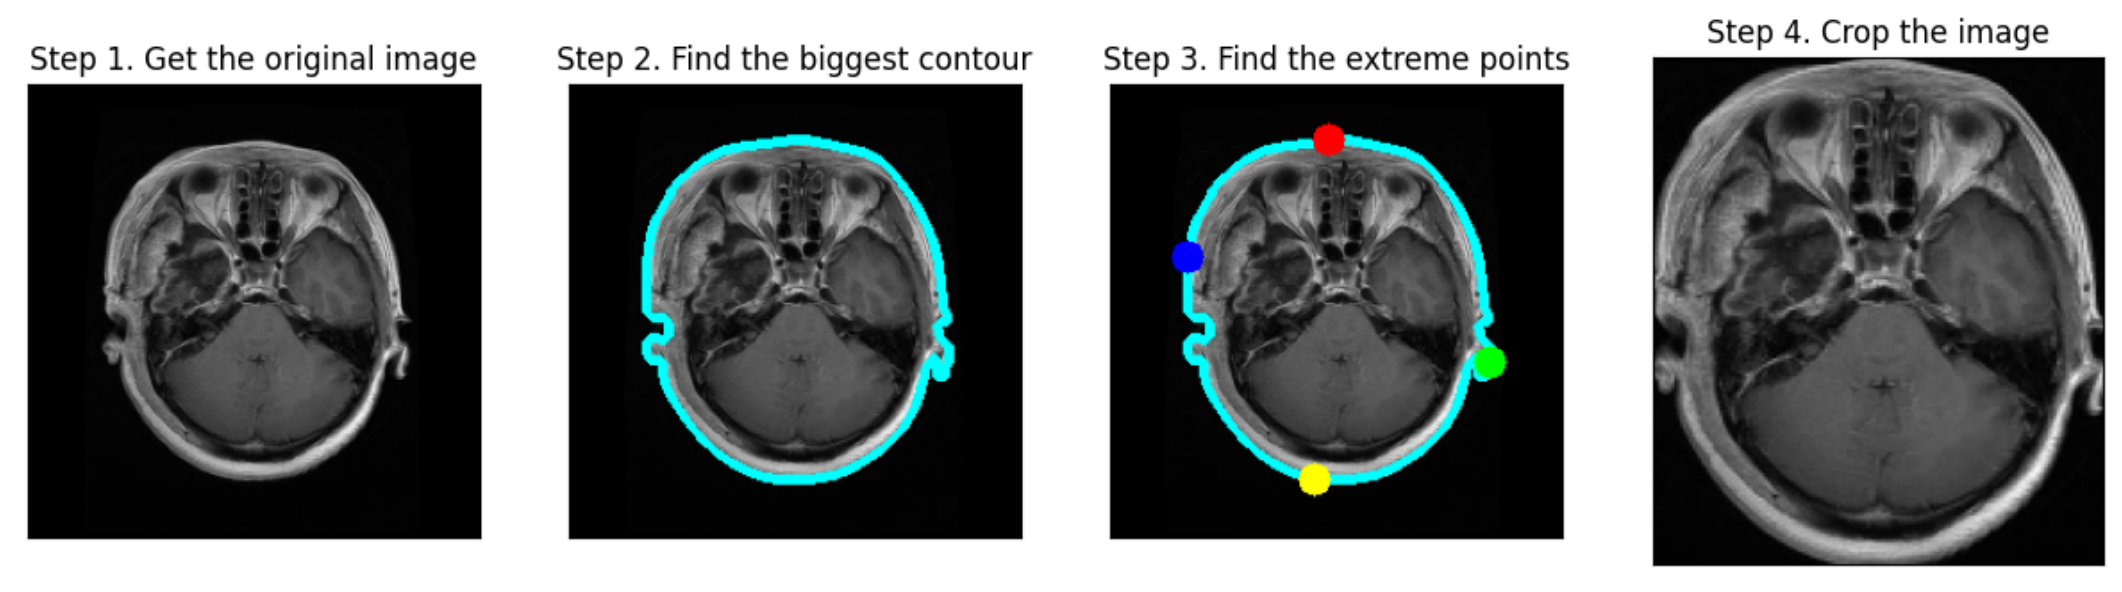 Step 1. Get the original image
Step 2. Find the biggest contour
Step 3. Find the extreme points
Step 4. Crop the image